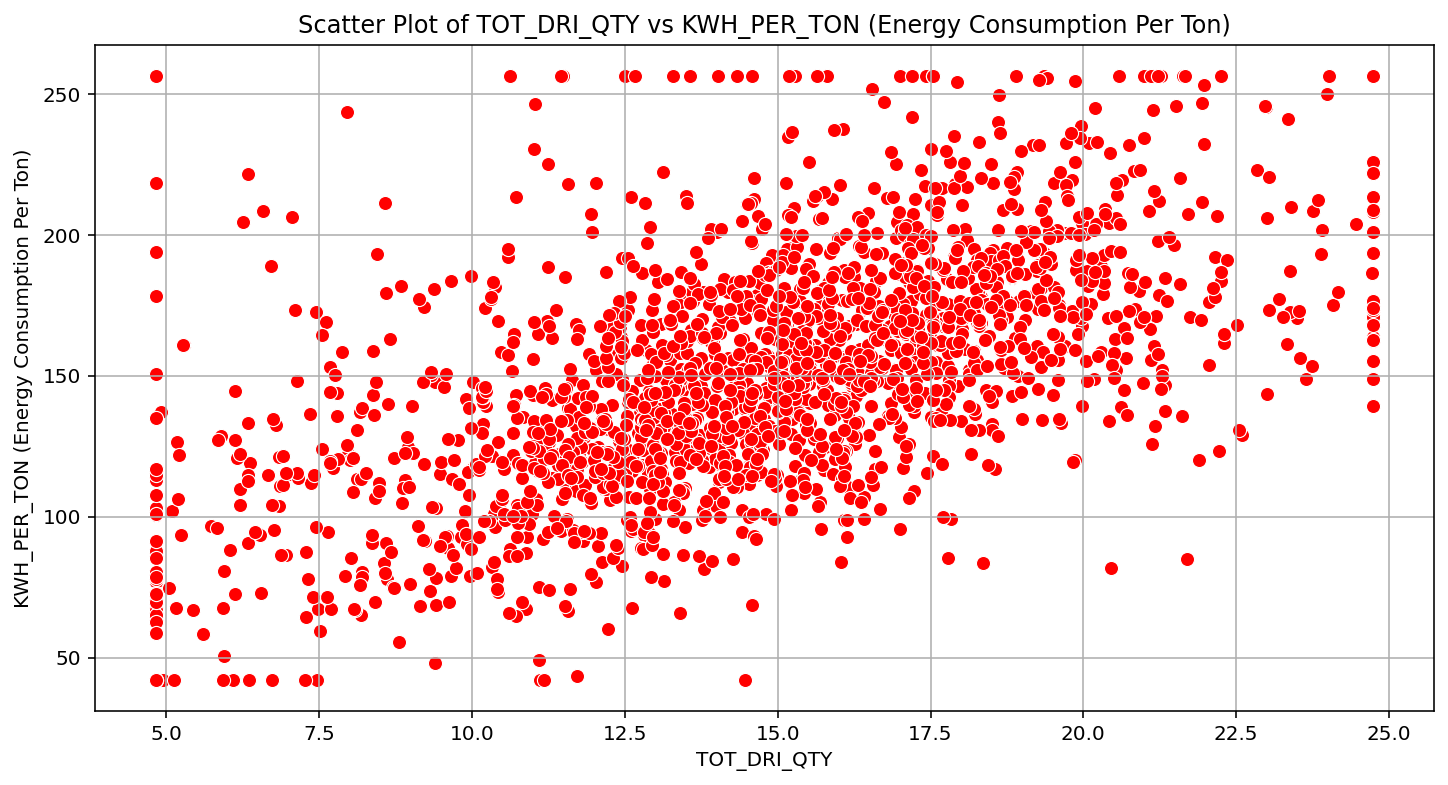 Scatter Plot of TOT_DRI_QTY vs KWH_PER_TON (Energy Consumption Per Ton)
KWH_PER_TON (Energy Consumption Per Ton)
250
200
150
100
50
5.0 7.5 10.0 12.5 15.0 17.5 20.0 22.5 25.0
TOT_DRI_QTY